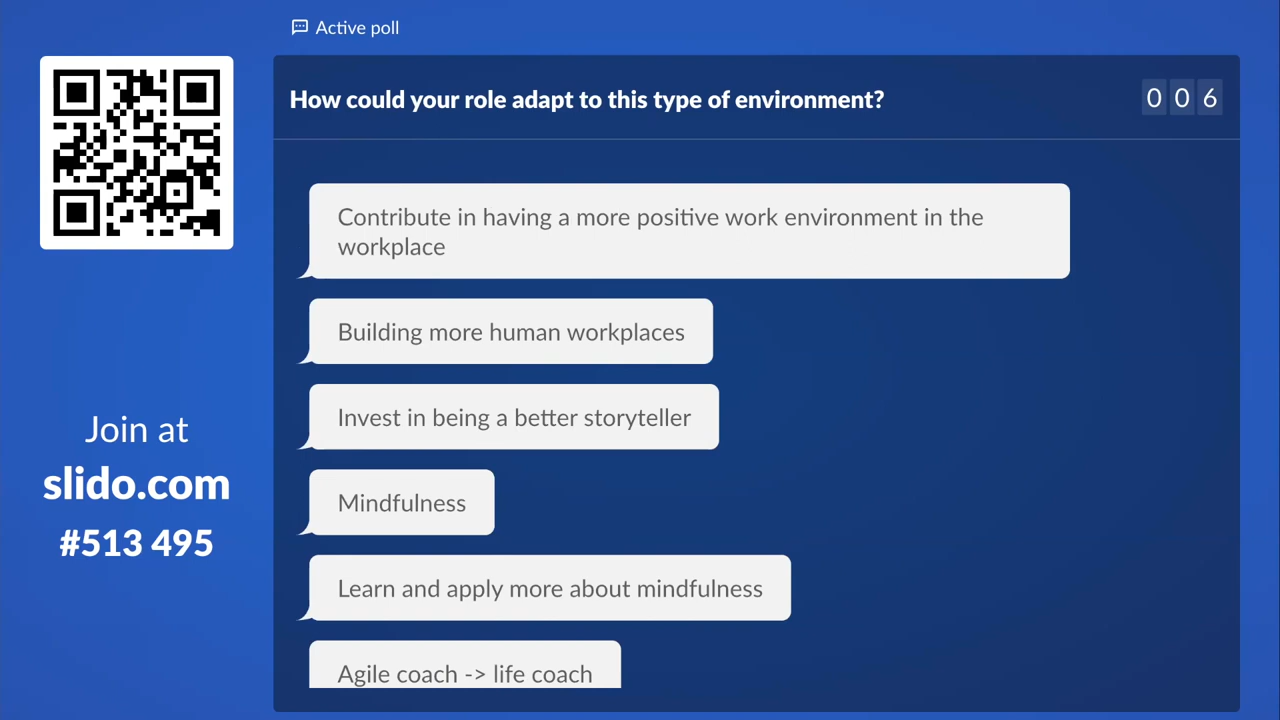 Active poll
How could your role adapt to this type of environment?
0 0 6
Contribute in having a more positive work environment in the
workplace
Building more human workplaces
Invest in being a better storyteller
Mindfulness
Learn and apply more about mindfulness
Agile coach -> life coach
Join at
slido.com
#513 495